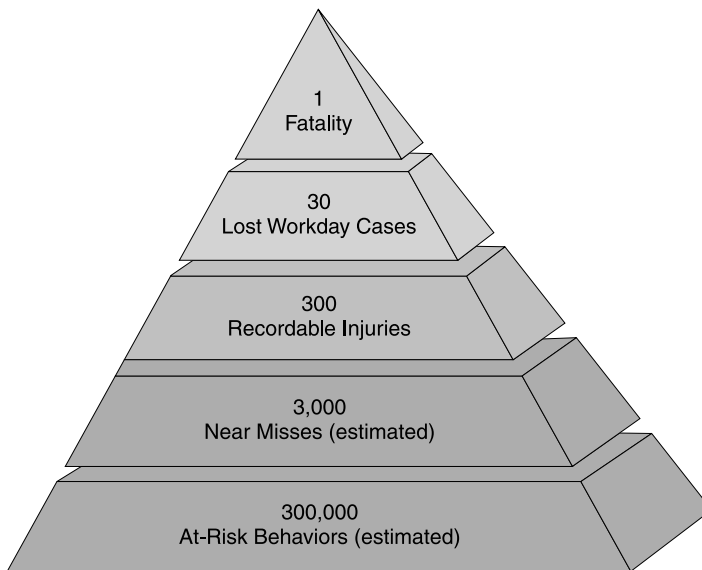 1
Fatality
30
Lost Workday Cases
300
Recordable Injuries
3,000
Near Misses (estimated)
300,000
At-Risk Behaviors (estimated)